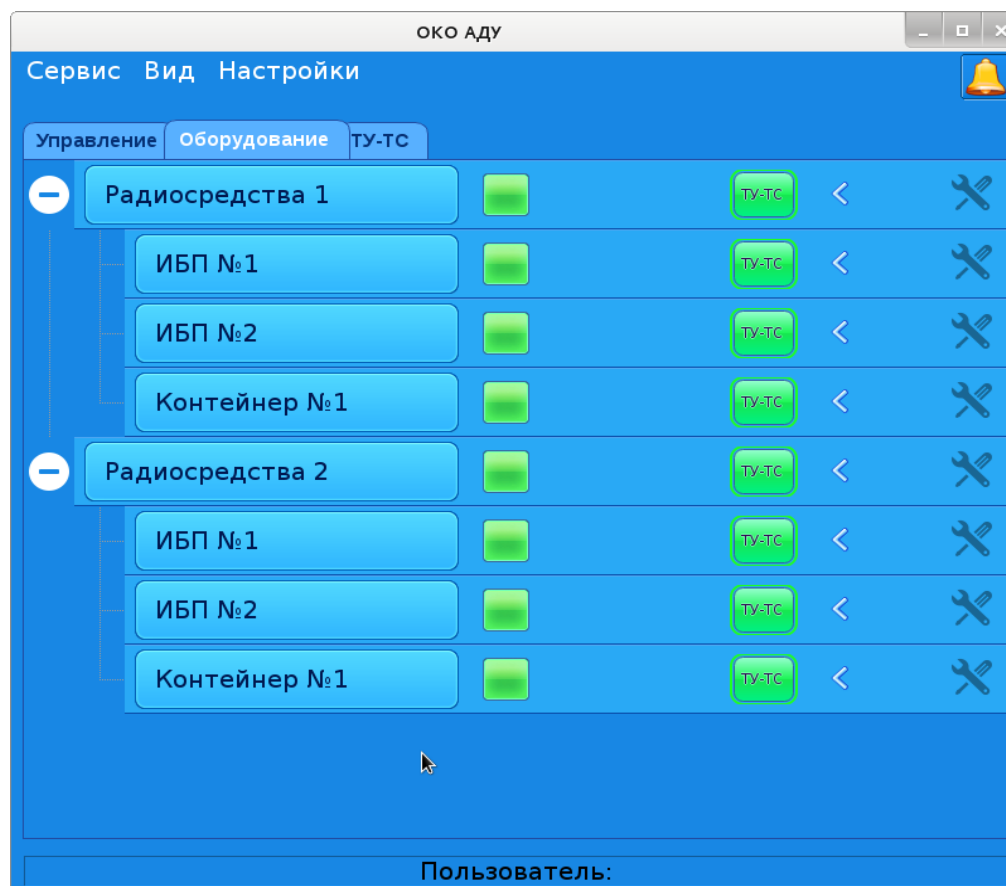 ОКО АДУ
Сервис Вид Настройки
Управление Оборудование ТУ-ТС
Радиосредства 1 ТУ-ТС
ИБП №1 ТУ-ТС
ИБП №2 ТУ-ТС
Контейнер №1 ТУ-ТС
Радиосредства 2 ТУ-ТС
ИБП №1 ТУ-ТС
ИБП №2 ТУ-ТС
Контейнер №1 ТУ-ТС
Пользователь: